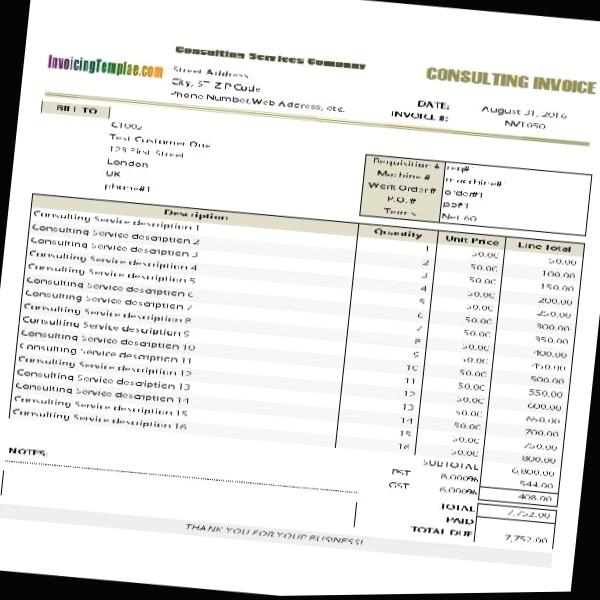 InvoicingTemplae.com
Consulting Services Company
Street Address
City, ST ZIP Code
Phone Number, Web Address, etc.
CONSULTING INVOICE
DATE: August 31, 2016
INVOICE #: NV1050
BILL TO
C1002
Test Customer One
123 First Street
London
UK
phone#1
Requisition # req#
Machine # machine#
Work Order# order#1
P.O.# po#1
Terms Net 60
Description Quantity Unit Price Line Total
Consulting Service description 1 1 50.00 50.00
Consulting Service description 2 2 50.00 100.00
Consulting Service description 3 3 50.00 150.00
Consulting Service description 4 4 50.00 200.00
Consulting Service description 5 5 50.00 250.00
Consulting Service description 6 6 50.00 300.00
Consulting Service description 7 7 50.00 350.00
Consulting Service description 8 8 50.00 400.00
Consulting Service description 9 9 50.00 450.00
Consulting Service description 10 10 50.00 500.00
Consulting Service description 11 11 50.00 550.00
Consulting Service description 12 12 50.00 600.00
Consulting Service description 13 13 50.00 650.00
Consulting Service description 14 14 50.00 700.00
Consulting Service description 15 15 50.00 750.00
Consulting Service description 16 16 50.00 800.00
SUBTOTAL 6,800.00
PST 8.000% 544.00
GST 6.000% 408.00
TOTAL 7,752.00
PAID
TOTAL DUE 7,752.00
NOTES:
THANK YOU FOR YOUR BUSINESS!